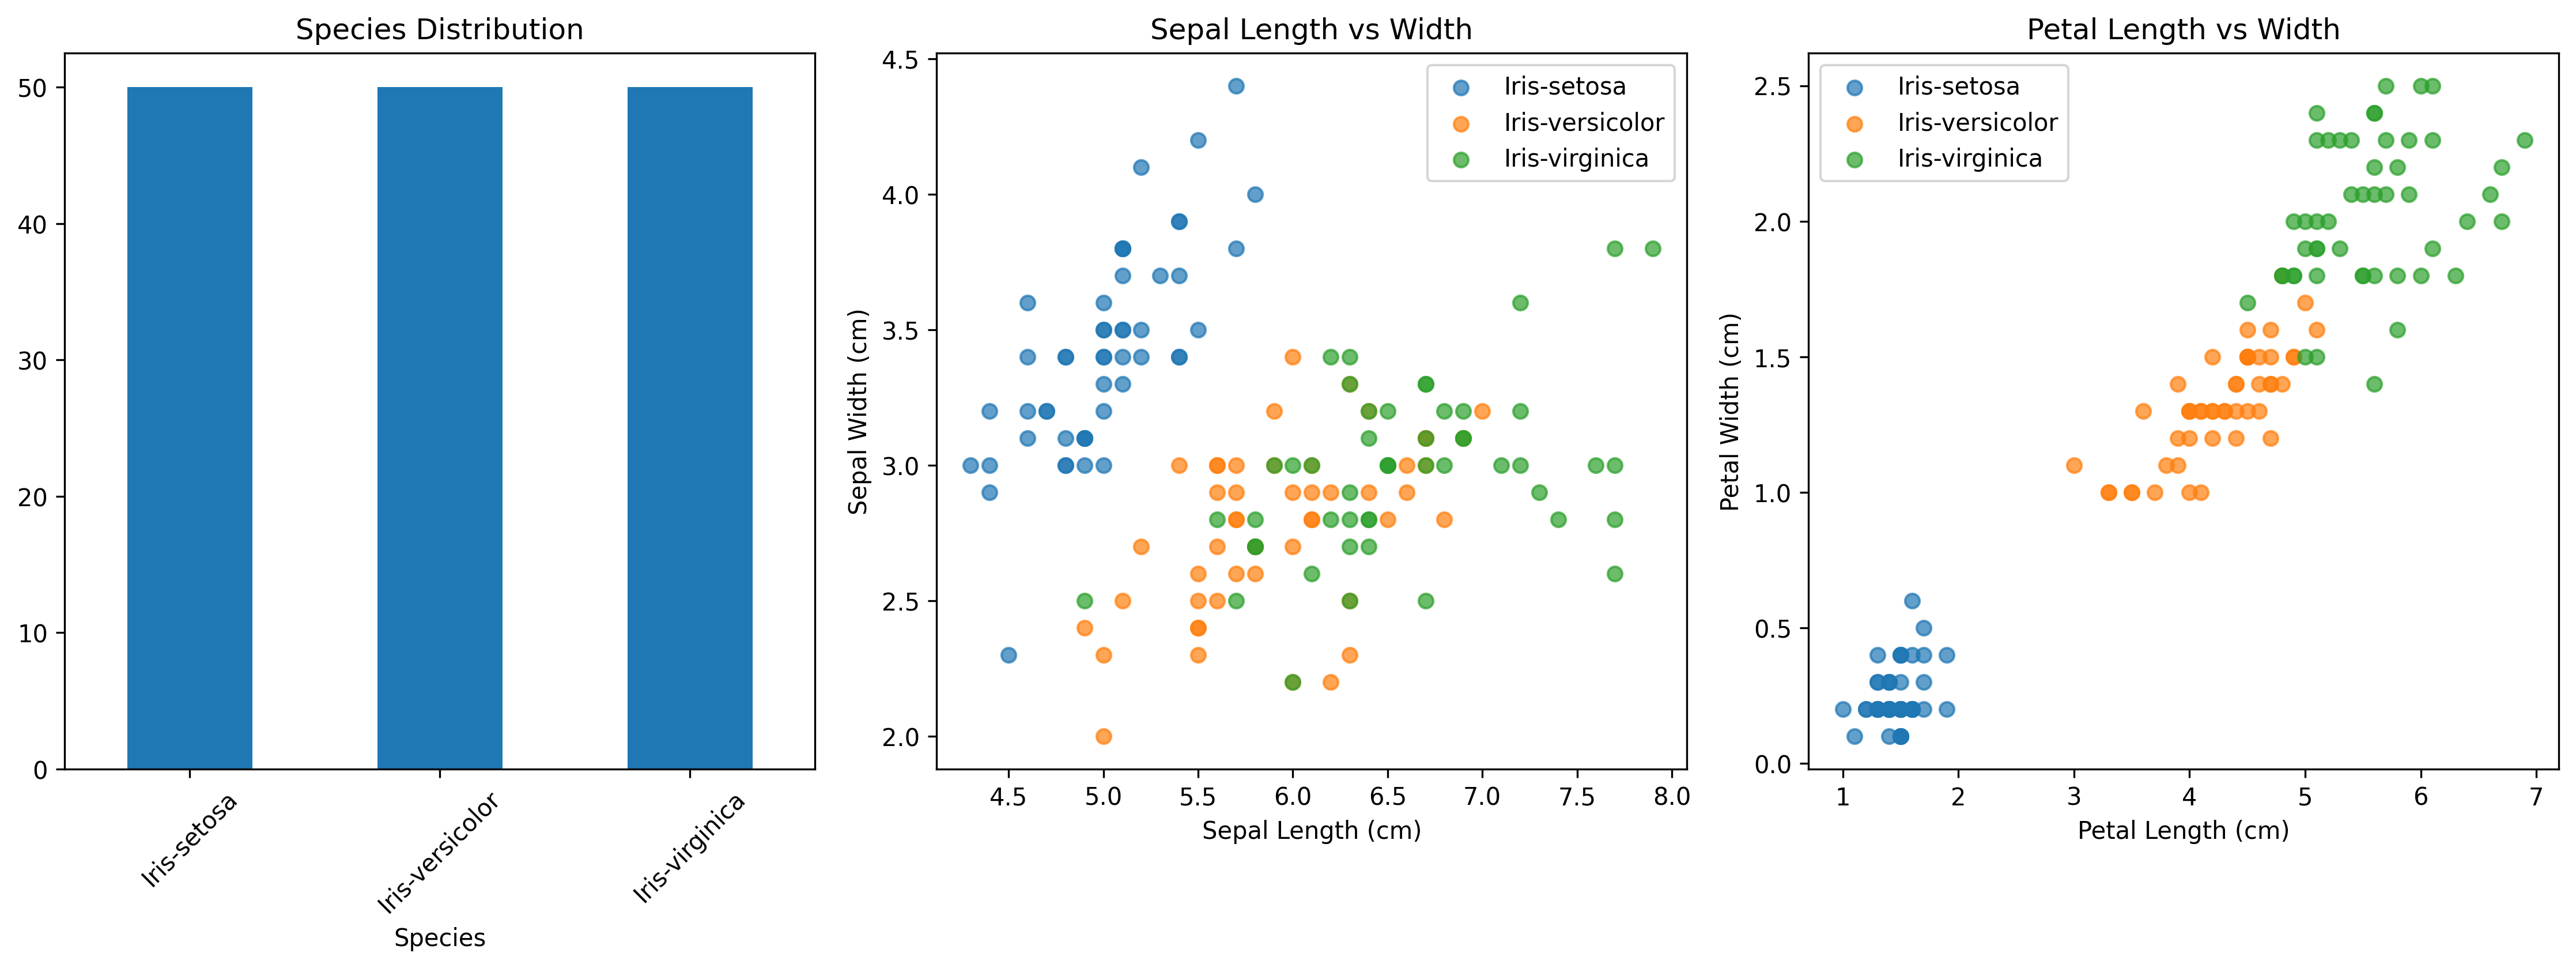 Species Distribution
50
40
30
20
10
0
Iris-setosa
Iris-versicolor
Iris-virginica
Species
Sepal Length vs Width
Iris-setosa
Iris-versicolor
Iris-virginica
Sepal Width (cm)
4.5
4.0
3.5
3.0
2.5
2.0
4.5 5.0 5.5 6.0 6.5 7.0 7.5 8.0
Sepal Length (cm)
Petal Length vs Width
Iris-setosa
Iris-versicolor
Iris-virginica
Petal Width (cm)
2.5
2.0
1.5
1.0
0.5
0.0
1 2 3 4 5 6 7
Petal Length (cm)